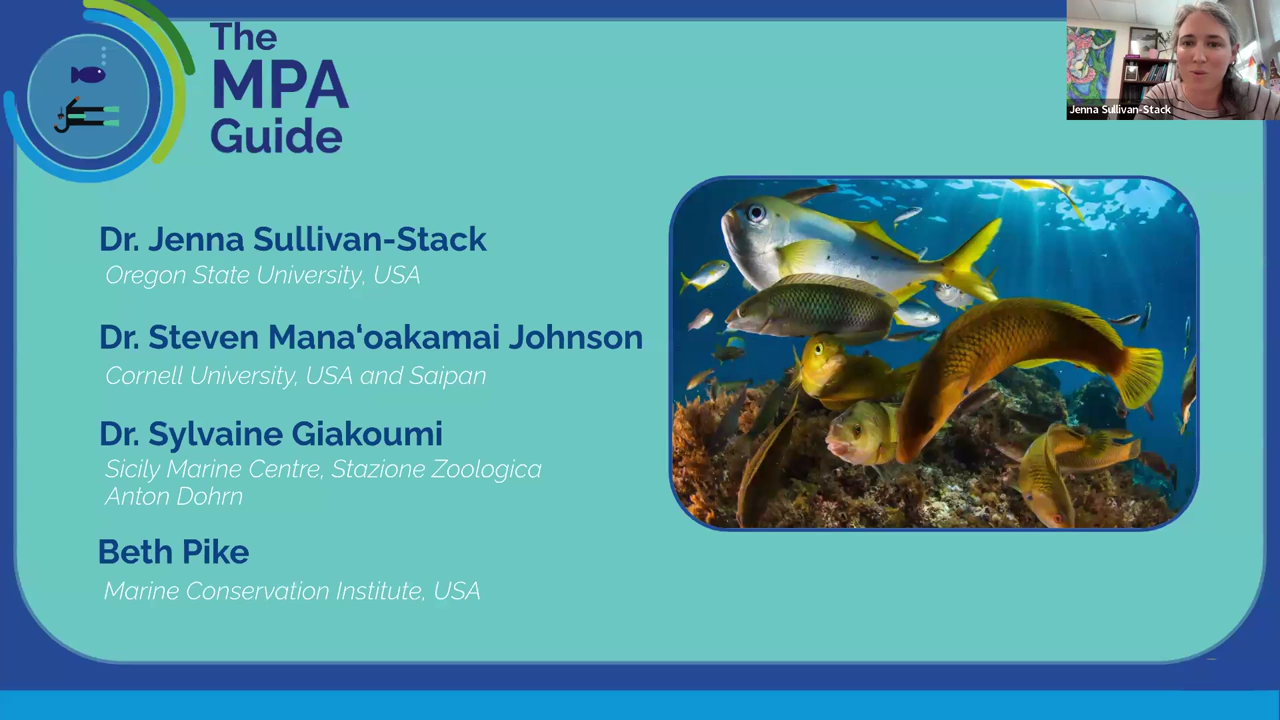 The
MPA
Guide
Jenna Sullivan-Stack
Dr. Jenna Sullivan-Stack
Oregon State University, USA
Dr. Steven Manaʻoakamai Johnson
Cornell University, USA and Saipan
Dr. Sylvaine Giakoumi
Sicily Marine Centre, Stazione Zoologica
Anton Dohrn
Beth Pike
Marine Conservation Institute, USA